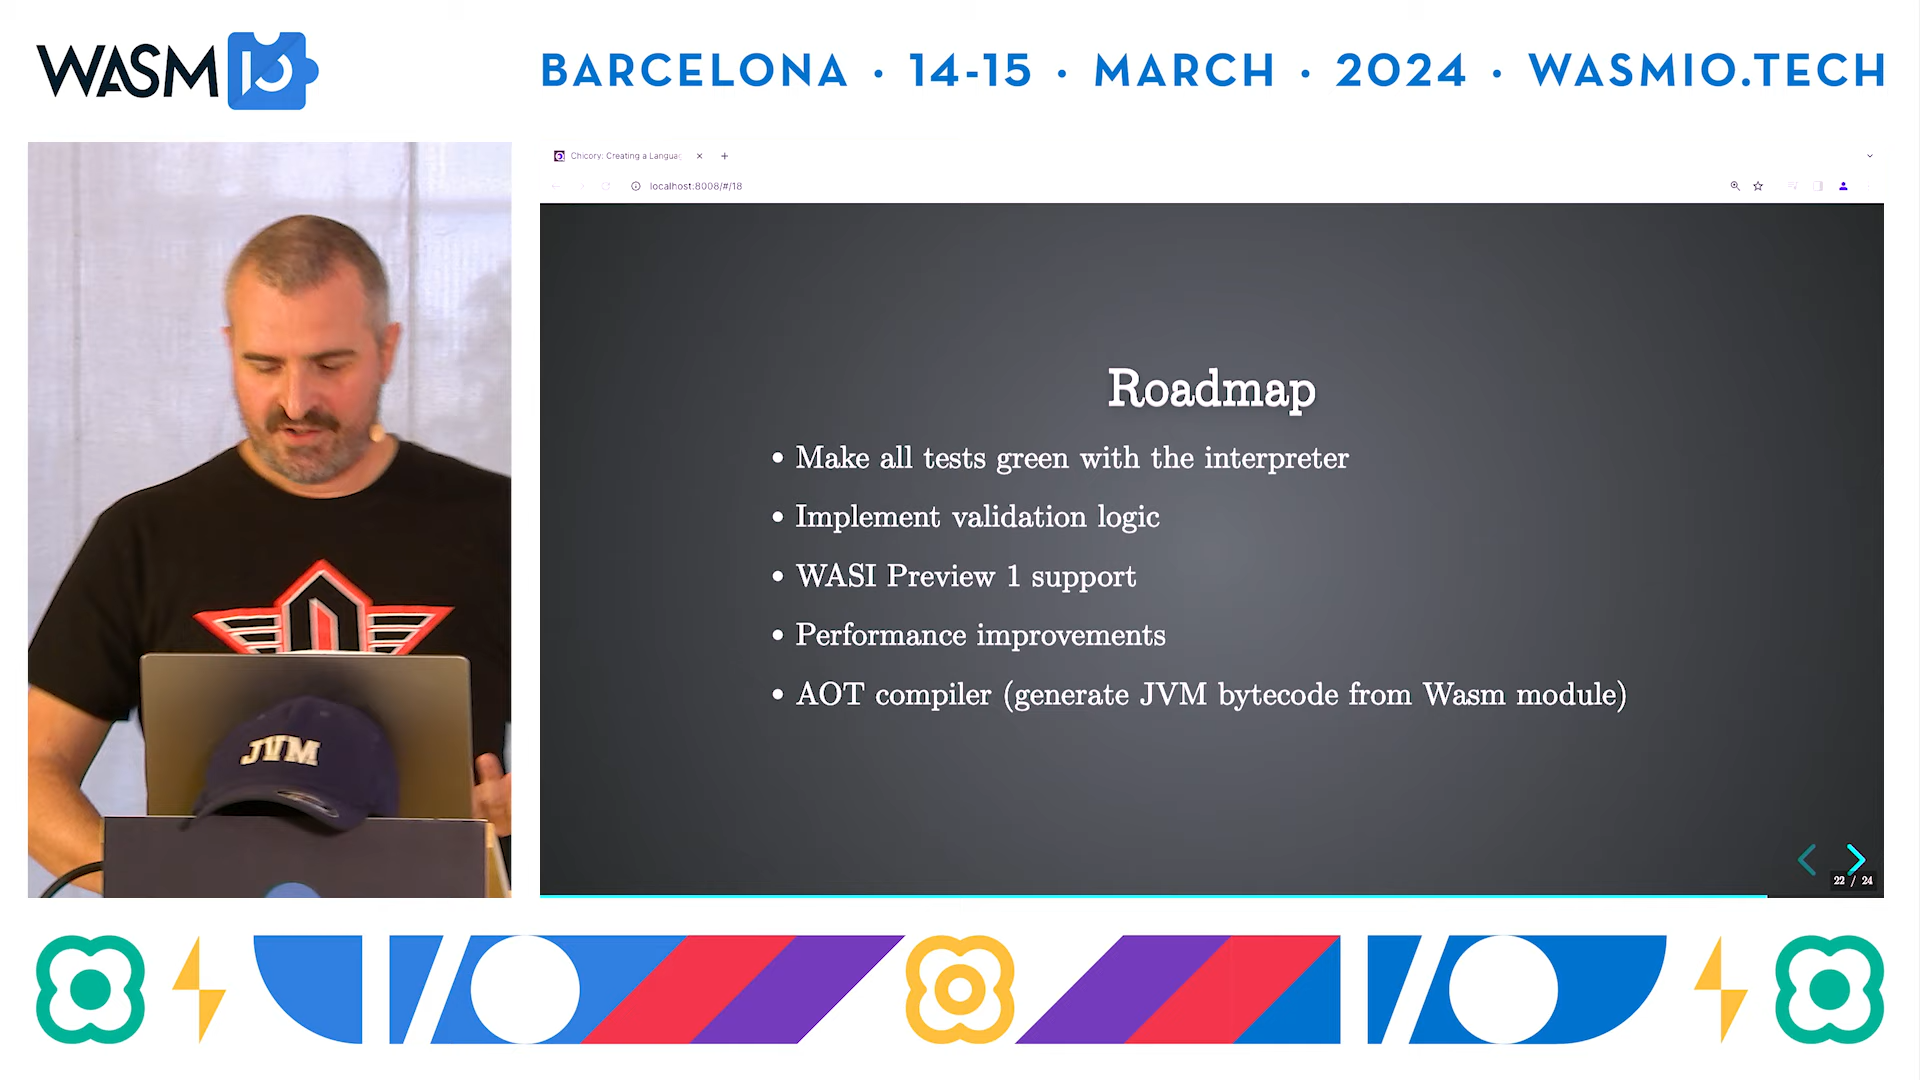 WASM IO
BARCELONA · 14-15 · MARCH · 2024 · WASMIO.TECH
Chicory: Creating a Langua
localhost:8008/#/18
Roadmap
• Make all tests green with the interpreter
• Implement validation logic
• WASI Preview 1 support
• Performance improvements
• AOT compiler (generate JVM bytecode from Wasm module)
22 / 24
JVM